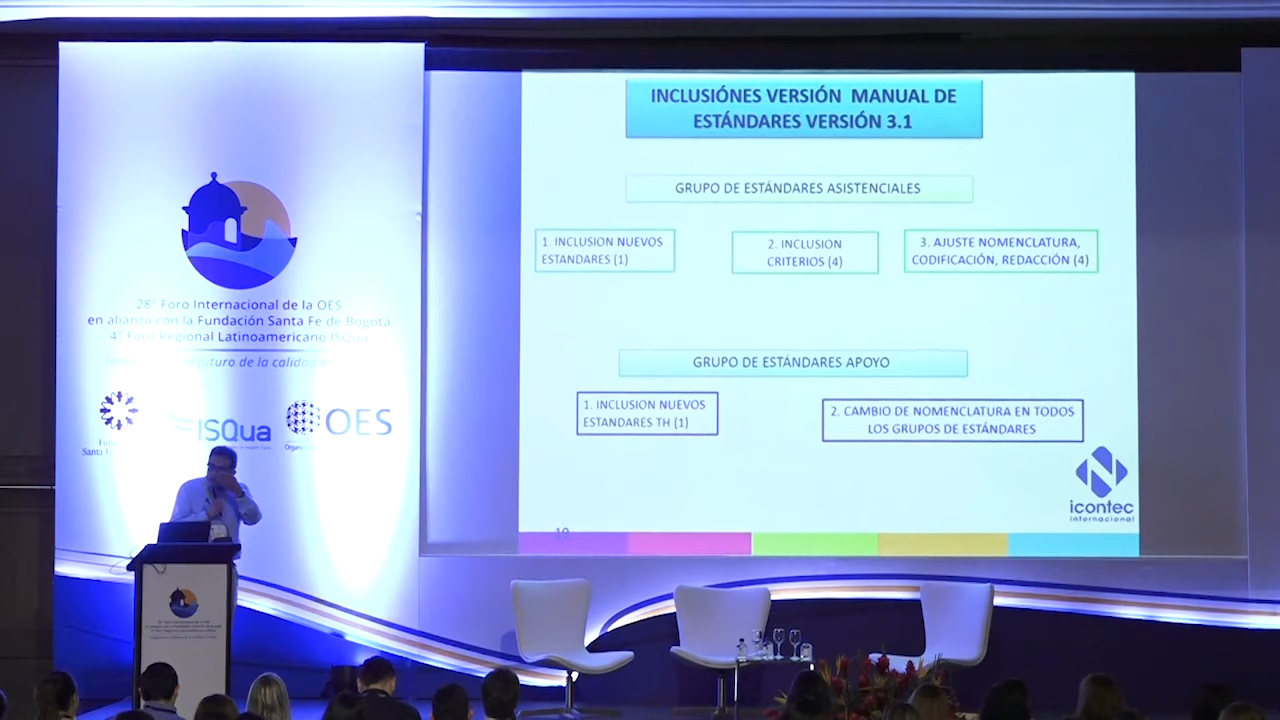 INCLUSIÓNES VERSIÓN MANUAL DE
ESTÁNDARES VERSIÓN 3.1
GRUPO DE ESTÁNDARES ASISTENCIALES
1. INCLUSION NUEVOS
ESTANDARES (1)
2. INCLUSION
CRITERIOS (4)
3. AJUSTE NOMENCLATURA,
CODIFICACIÓN, REDACCIÓN (4)
GRUPO DE ESTÁNDARES APOYO
1. INCLUSION NUEVOS
ESTANDARES TH (1)
2. CAMBIO DE NOMENCLATURA EN TODOS
LOS GRUPOS DE ESTÁNDARES
icontec
internacional
19
28° Foro Internacional de la OES
en alianza con la Fundación Santa Fe de Bogotá
4° Foro Regional Latinoamericano ISQua
futuro de la calidad
Santa
ISQua
OES